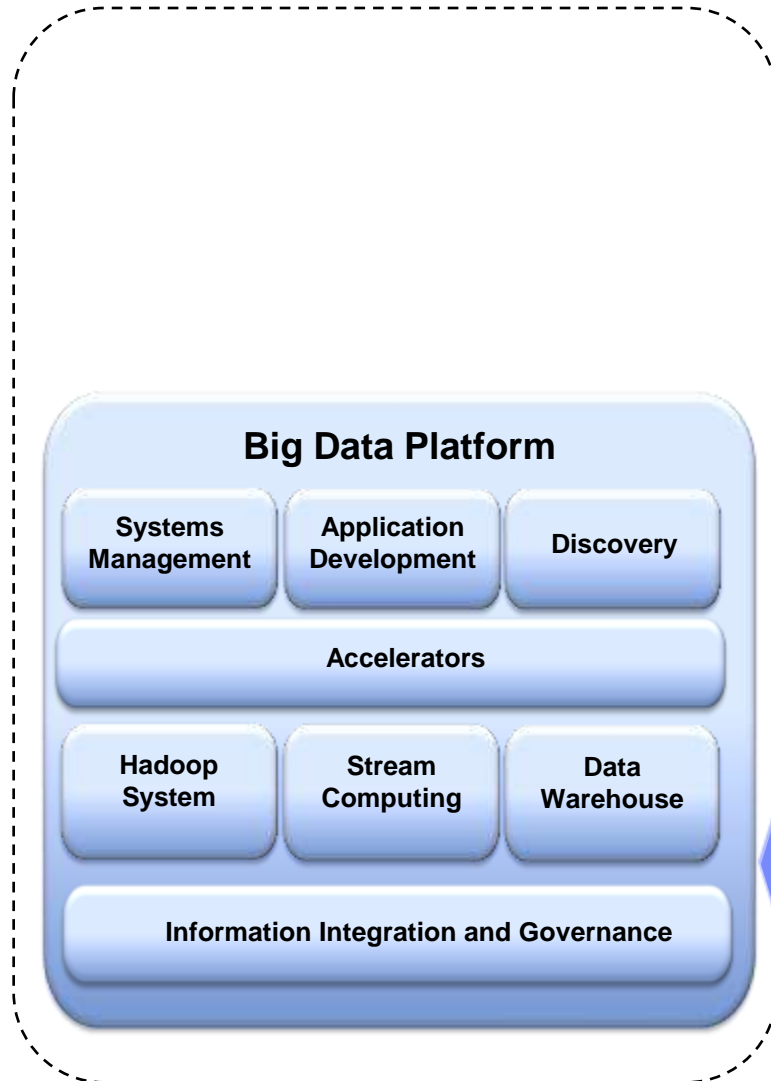 Big Data Platform
Systems
Management
Application
Development
Discovery
Accelerators
Hadoop
System
Stream
Computing
Data
Warehouse
Information Integration and Governance